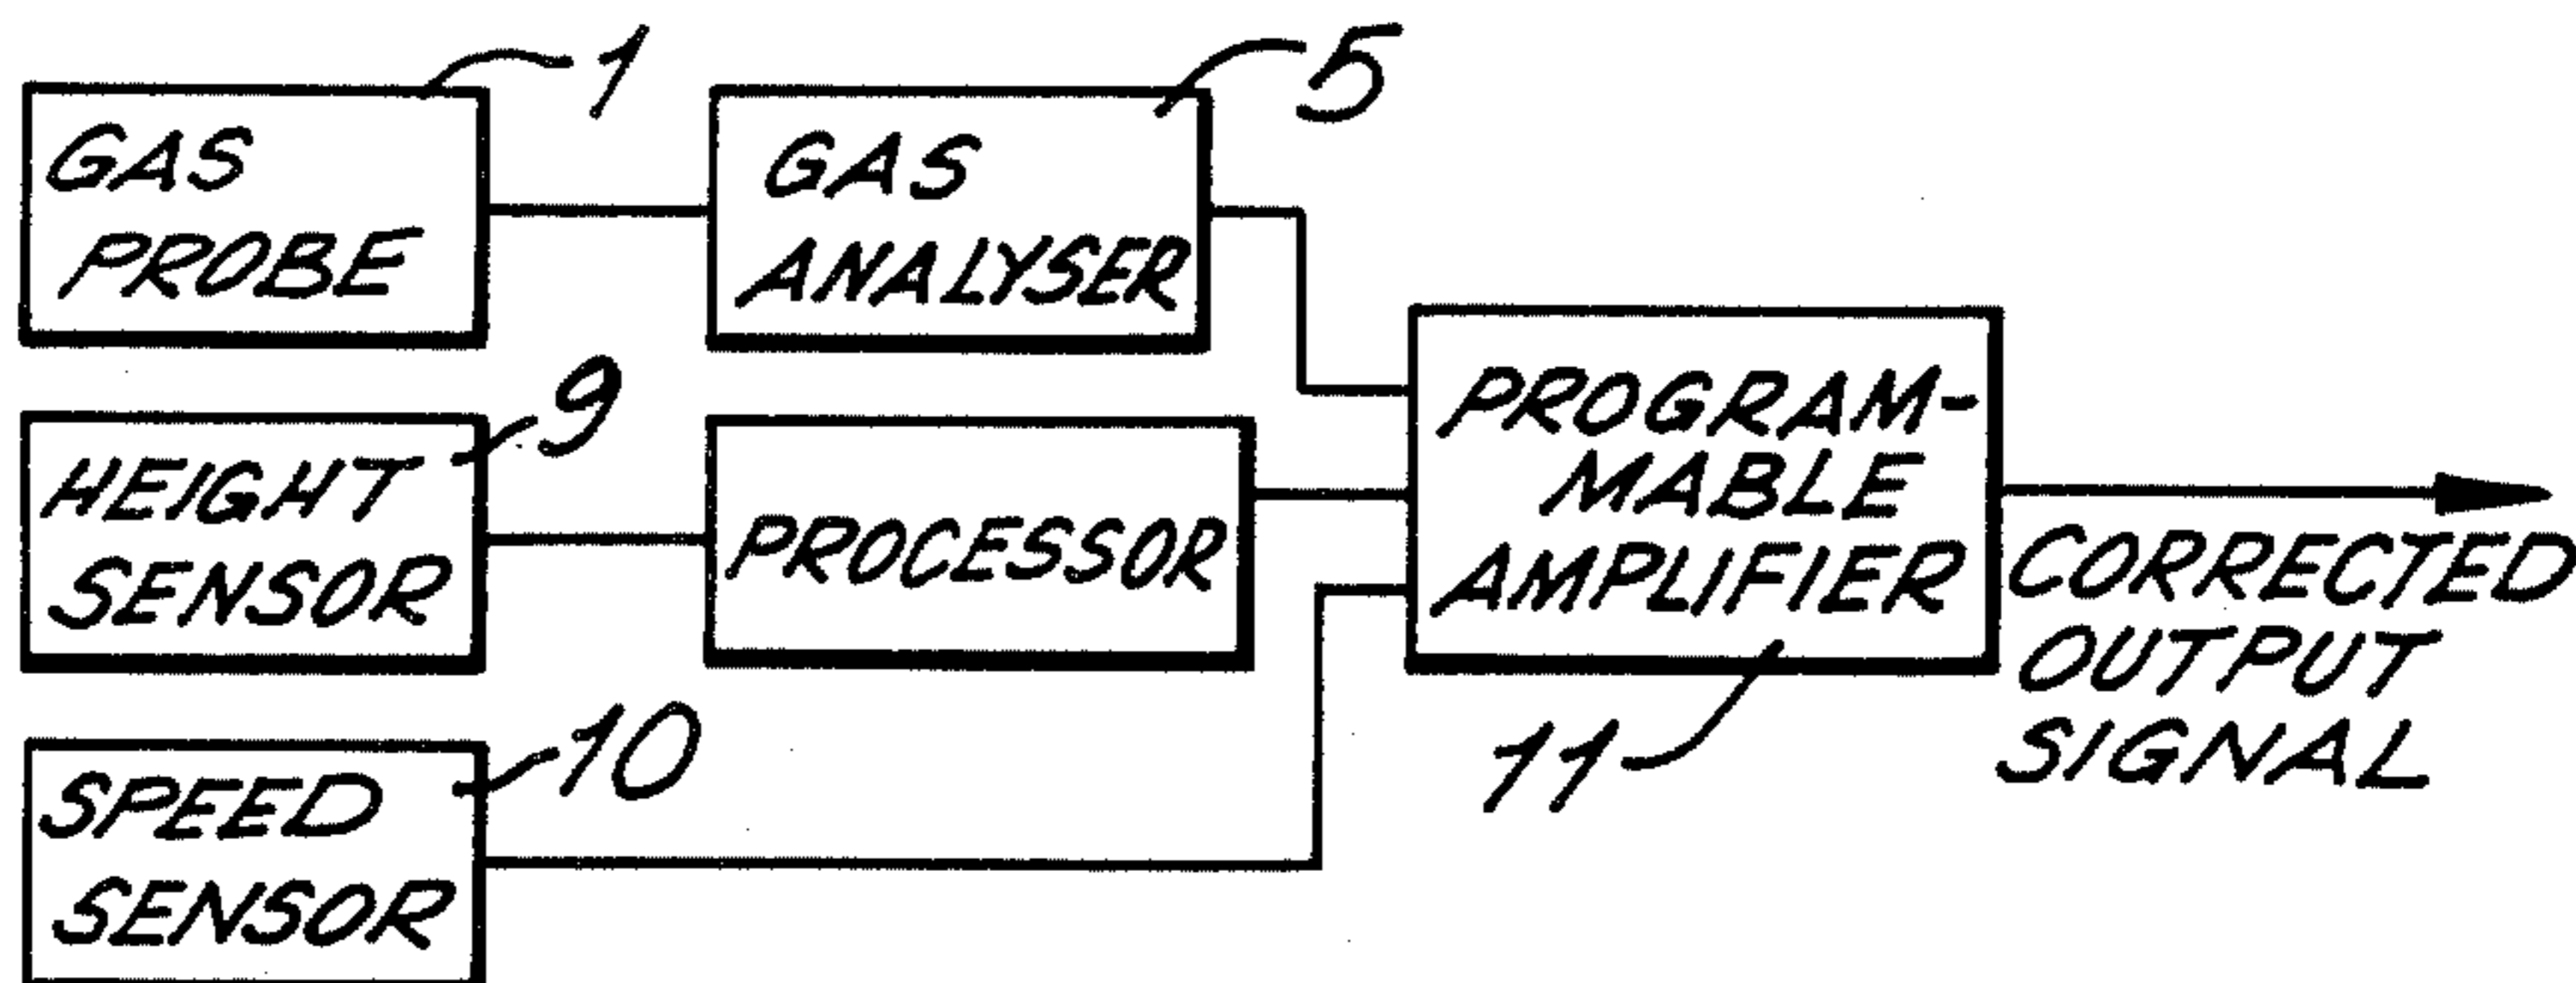 1
GAS
PROBE
5
GAS
ANALYSER
9
HEIGHT
SENSOR
PROCESSOR
10
SPEED
SENSOR
PROGRAM-
MABLE
AMPLIFIER
11
CORRECTED
OUTPUT
SIGNAL